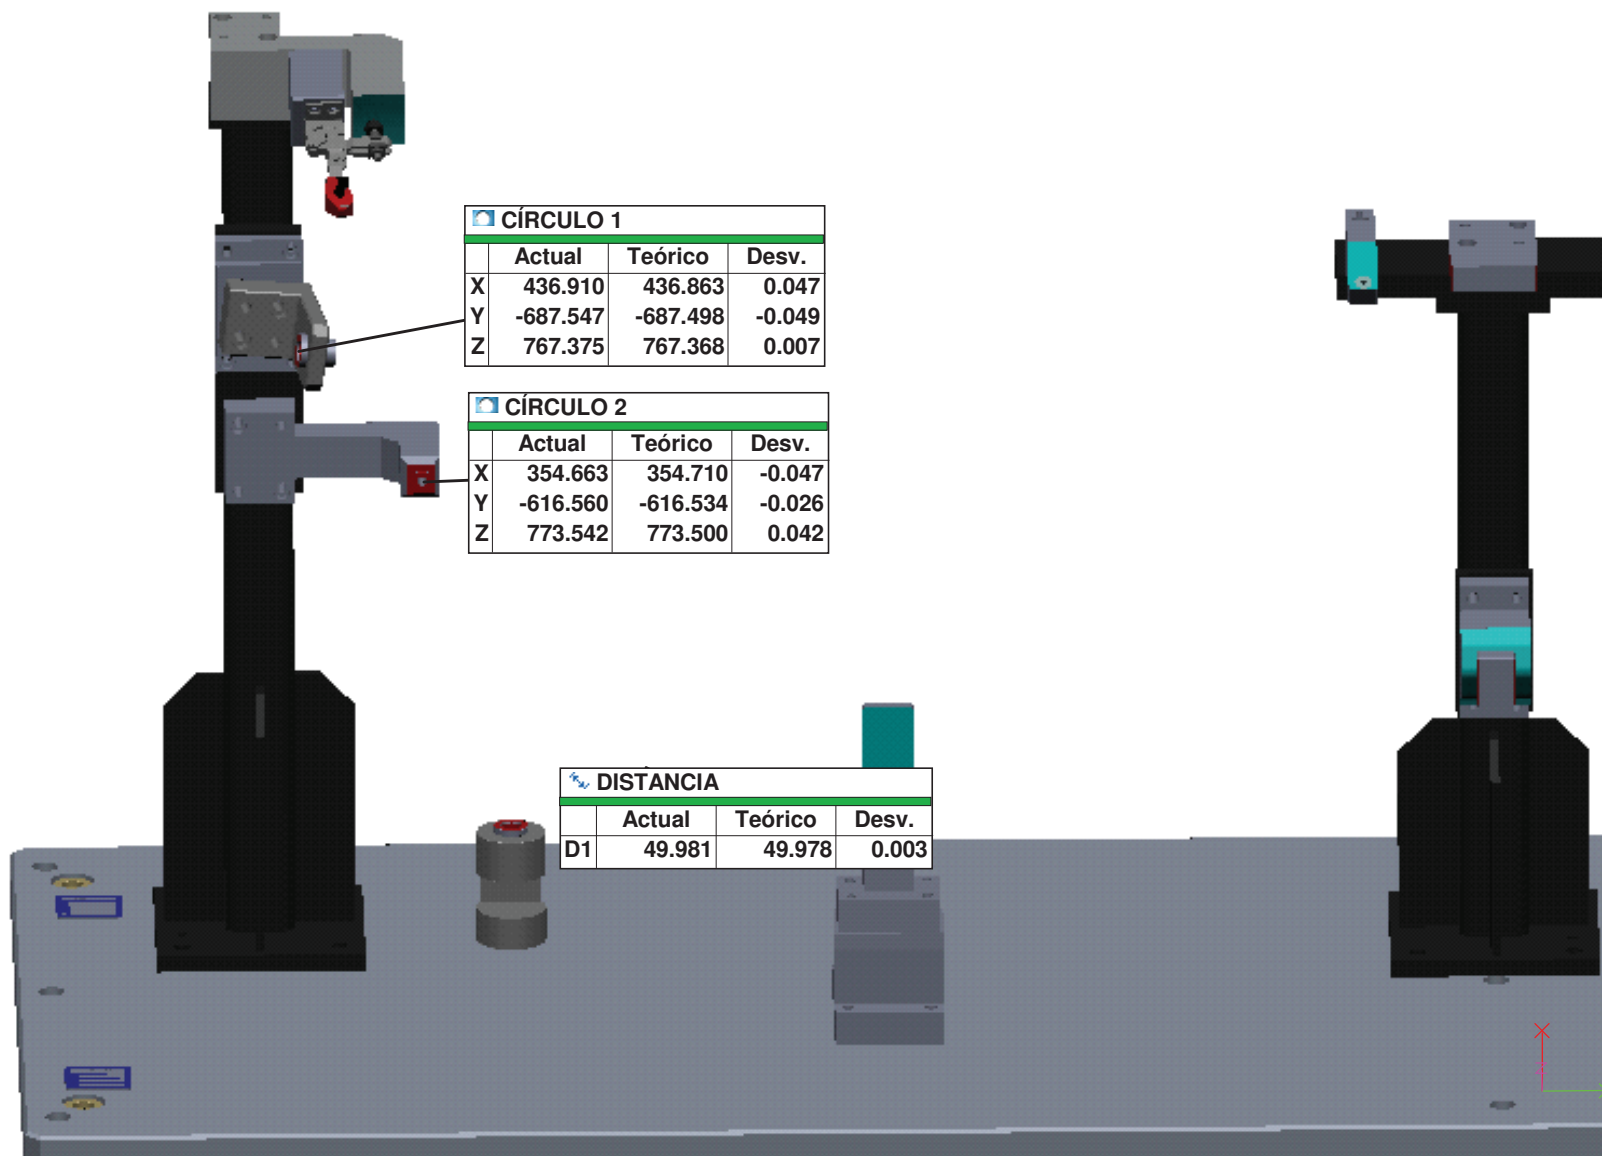 CÍRCULO 1
Actual Teórico Desv.
X 436.910 436.863 0.047
Y -687.547 -687.498 -0.049
Z 767.375 767.368 0.007
CÍRCULO 2
Actual Teórico Desv.
X 354.663 354.710 -0.047
Y -616.560 -616.534 -0.026
Z 773.542 773.500 0.042
DISTANCIA
Actual Teórico Desv.
D1 49.981 49.978 0.003
X